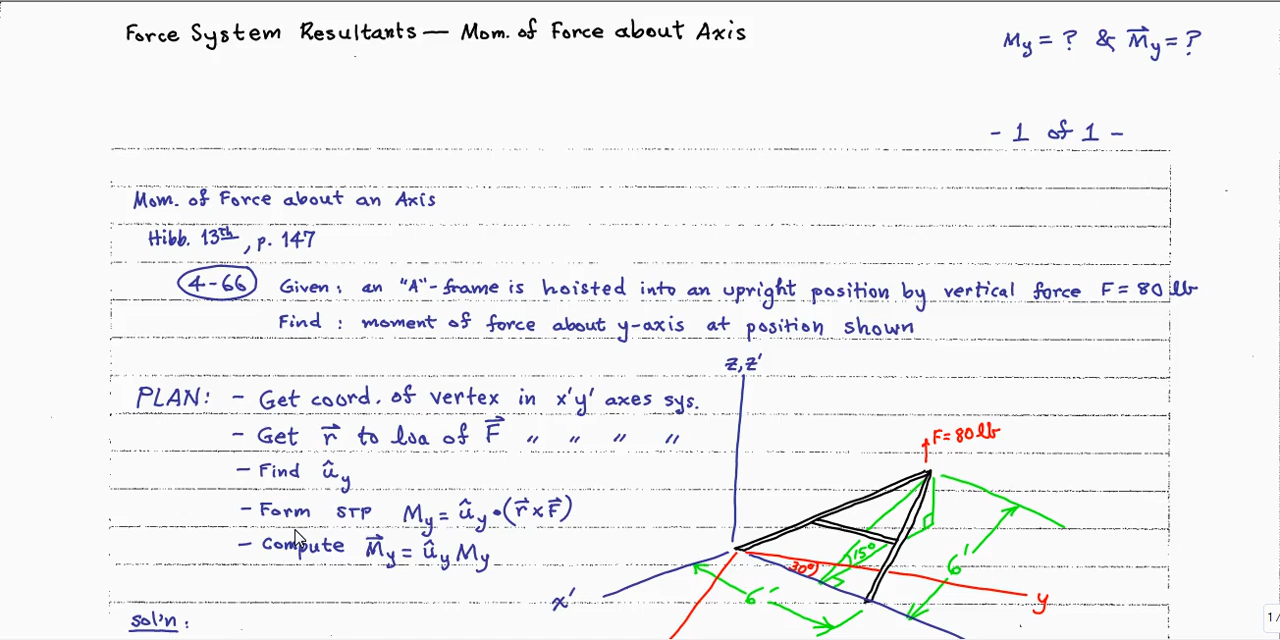 Force System Resultants — Mom. of Force about Axis
My = ? & M⃗y = ?
- 1 of 1 -
Mom. of Force about an Axis
Hibb. 13th, p. 147
4-66 Given: an "A"-frame is hoisted into an upright position by vertical force F = 80 lb
Find: moment of force about y-axis at position shown
z, z'
PLAN: - Get coord. of vertex in x'y' axes sys.
- Get r⃗ to loa of F⃗ " " " "
F = 80 lb
- Find ûy
- Form STP My = ûy • (r⃗ x F⃗)
- Compute M⃗y = ûy My
15°
30°
6'
6'
x'
y
sol'n:
1/